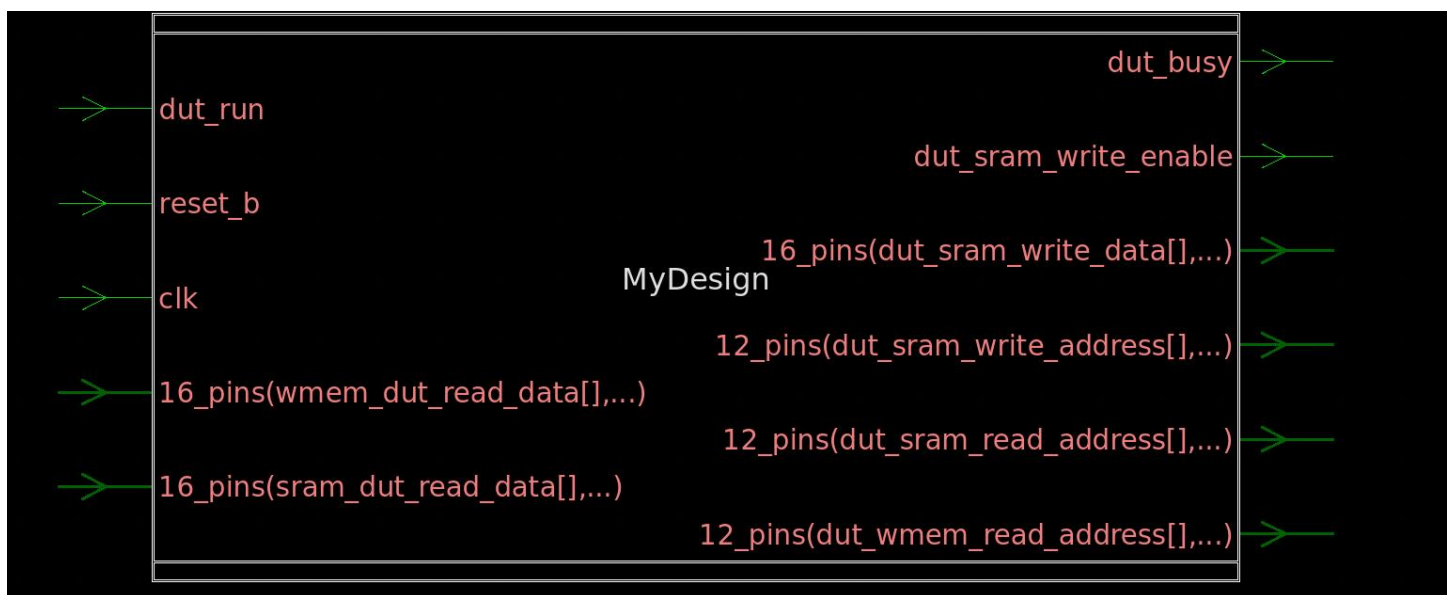 dut_busy
dut_run
dut_sram_write_enable
reset_b
16_pins(dut_sram_write_data[],...)
MyDesign
clk
12_pins(dut_sram_write_address[],...)
16_pins(wmem_dut_read_data[],...)
12_pins(dut_sram_read_address[],...)
16_pins(sram_dut_read_data[],...)
12_pins(dut_wmem_read_address[],...)